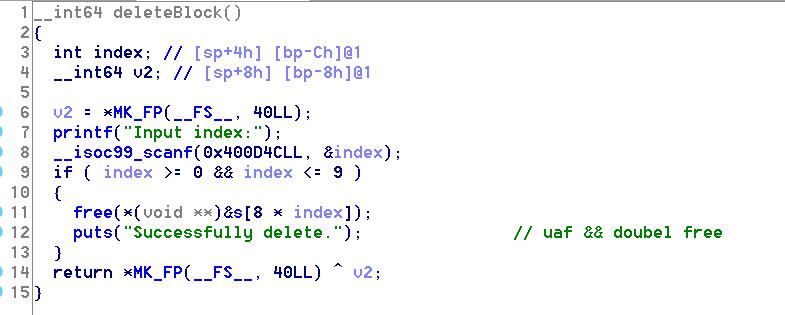 1 __int64 deleteBlock()
2 {
3   int index; // [sp+4h] [bp-Ch]@1
4   __int64 v2; // [sp+8h] [bp-8h]@1
5
6   v2 = *MK_FP(__FS__, 40LL);
7   printf("Input index:");
8   __isoc99_scanf(0x400D4CLL, &index);
9   if ( index >= 0 && index <= 9 )
10   {
11     free(*(void **)&s[8 * index]);
12     puts("Successfully delete."); // uaf && doubel free
13   }
14   return *MK_FP(__FS__, 40LL) ^ v2;
15 }